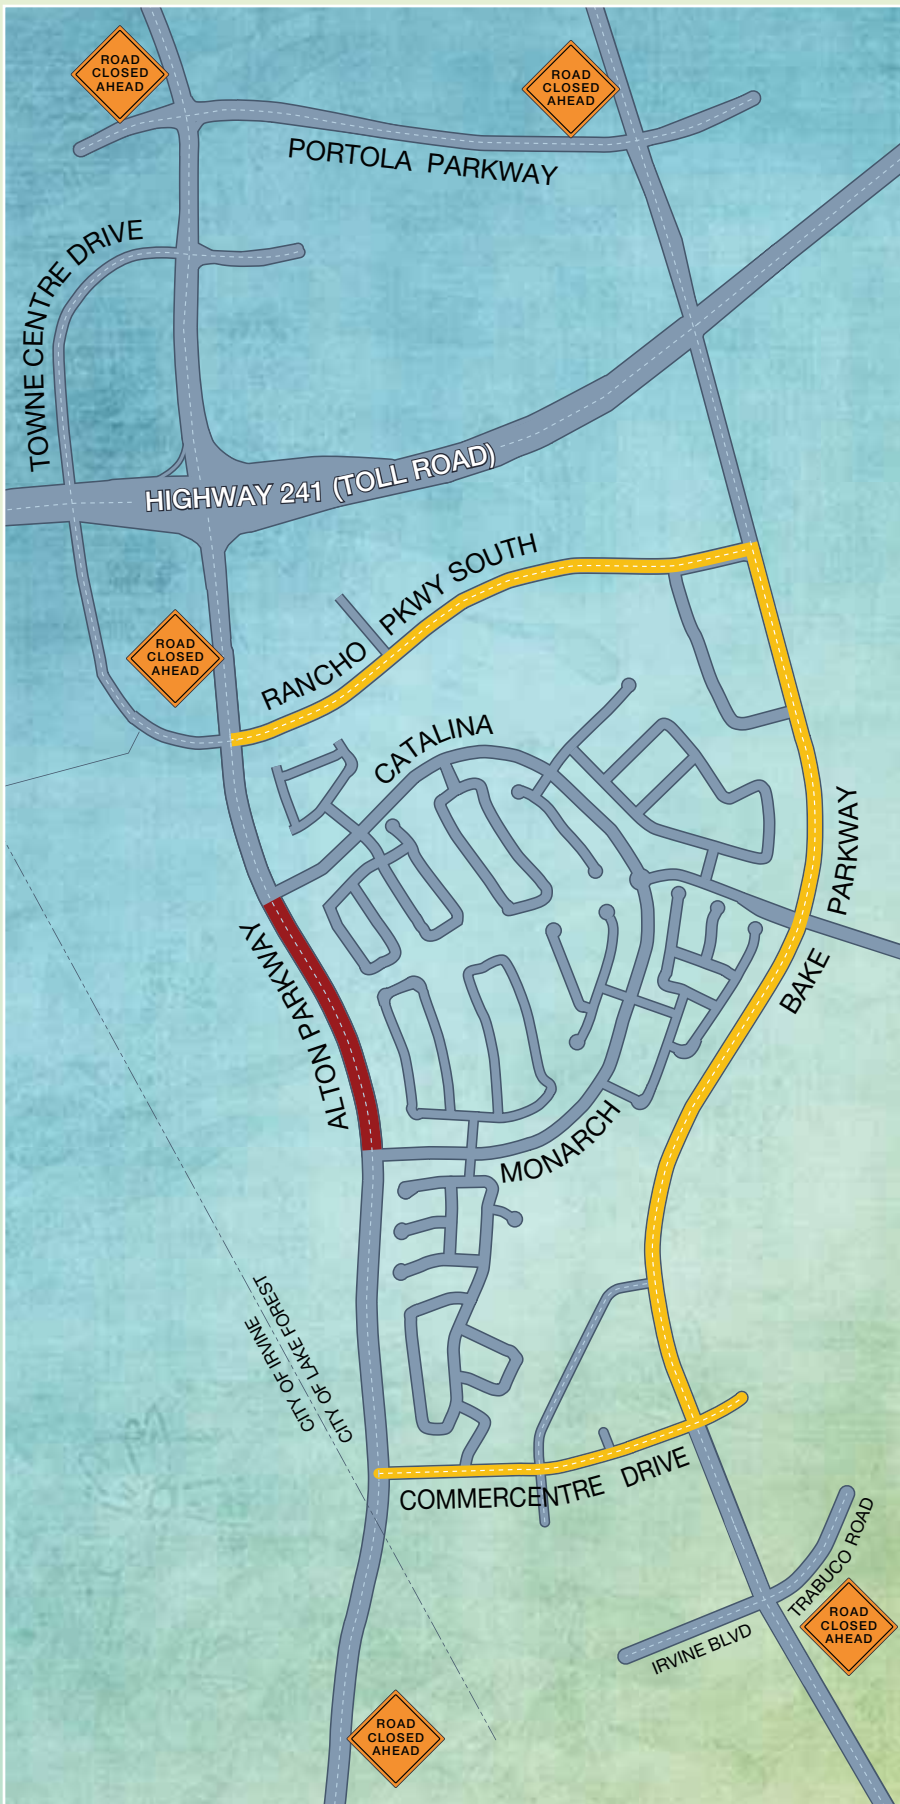 ROAD
CLOSED
AHEAD
ROAD
CLOSED
AHEAD
PORTOLA PARKWAY
TOWNE CENTRE DRIVE
HIGHWAY 241 (TOLL ROAD)
RANCHO PKWY SOUTH
ROAD
CLOSED
AHEAD
CATALINA
PARKWAY
BAKE
ALTON PARKWAY
MONARCH
CITY OF IRVINE
CITY OF LAKE FOREST
COMMERCENTRE DRIVE
TRABUCO ROAD
IRVINE BLVD
ROAD
CLOSED
AHEAD
ROAD
CLOSED
AHEAD